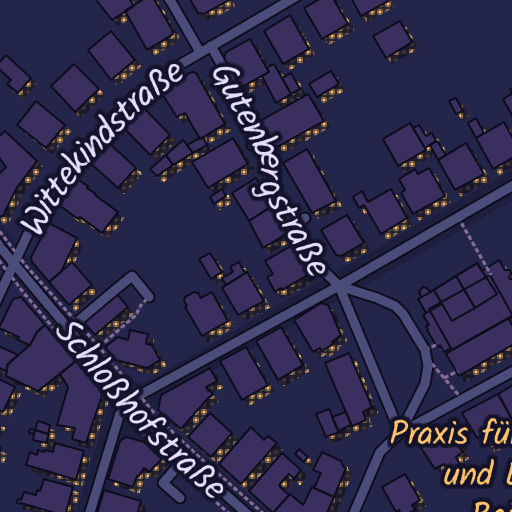 Wittekindstraße
Gutenbergstraße
Schloßhofstraße
Praxis fü
und